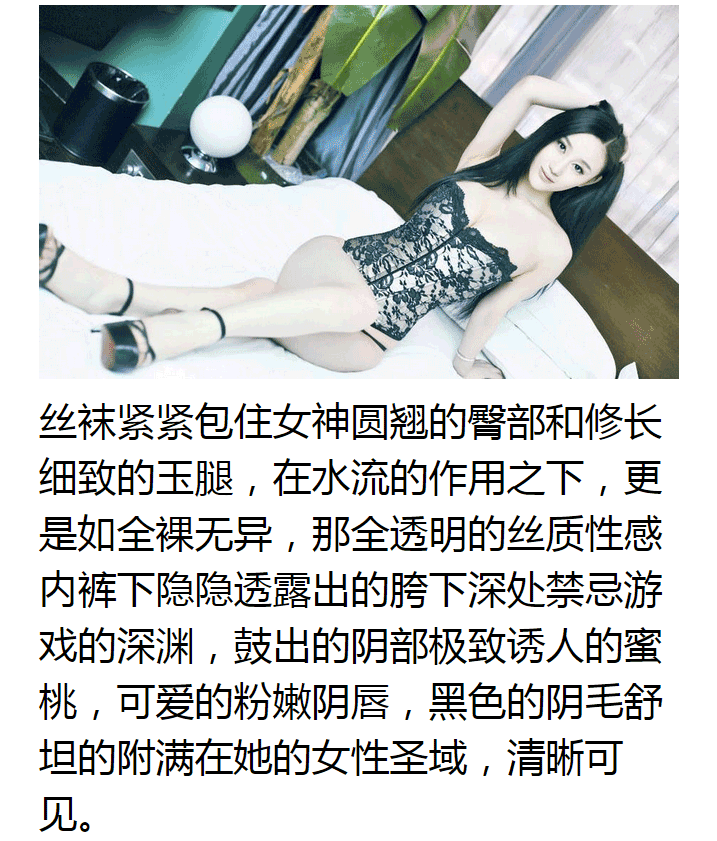 丝袜紧紧包住女神圆翘的臀部和修长
细致的玉腿，在水流的作用之下，更
是如全裸无异，那全透明的丝质性感
内裤下隐隐透露出的胯下深处禁忌游
戏的深渊，鼓出的阴部极致诱人的蜜
桃，可爱的粉嫩阴唇，黑色的阴毛舒
坦的附满在她的女性圣域，清晰可
见。